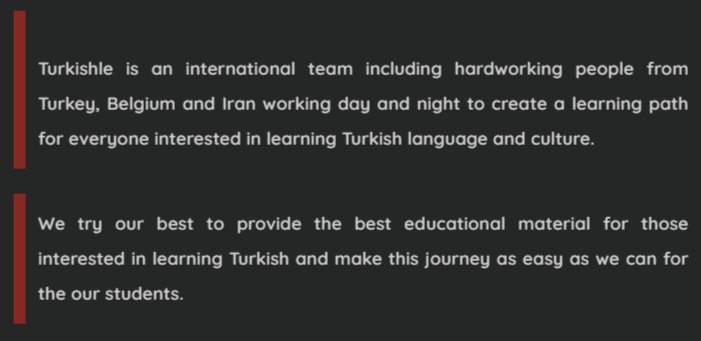 Turkishle is an international team including hardworking people from
Turkey, Belgium and Iran working day and night to create a learning path
for everyone interested in learning Turkish language and culture.
We try our best to provide the best educational material for those
interested in learning Turkish and make this journey as easy as we can for
the our students.